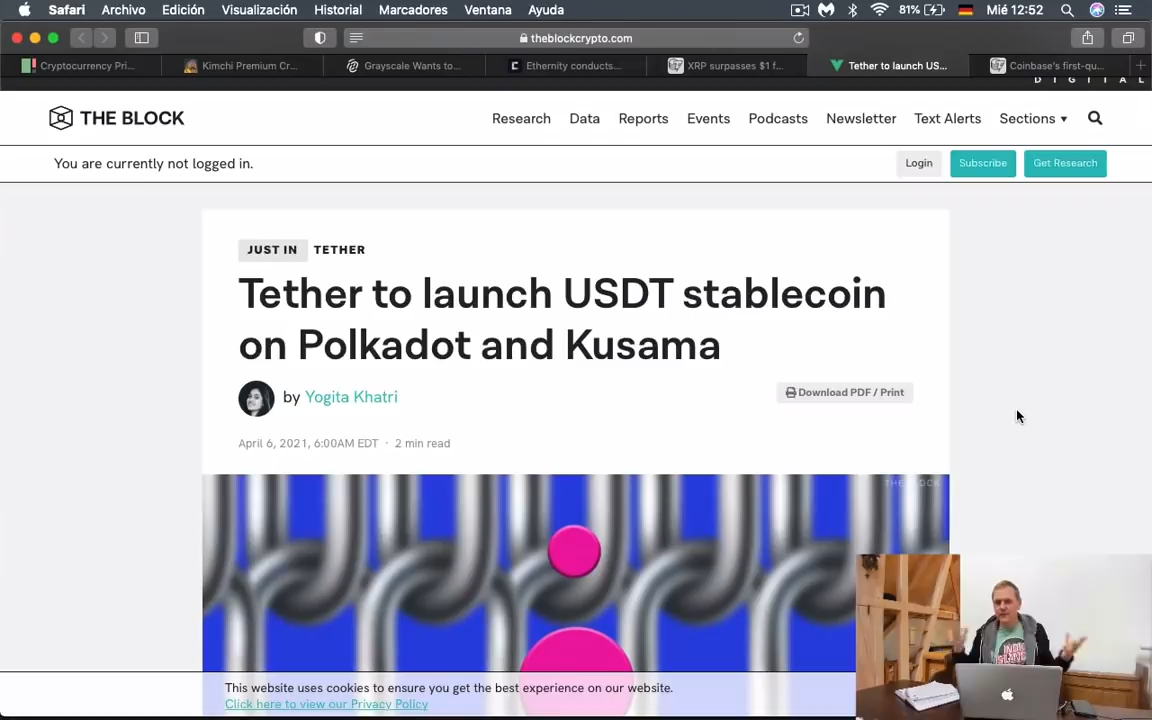 Safari Archivo Edición Visualización Historial Marcadores Ventana Ayuda 81% Mié 12:52
theblockcrypto.com
Cryptocurrency Pri... Kimchi Premium Cr... Grayscale Wants to... Ethernity conducts... XRP surpasses $1 f... Tether to launch US... Coinbase's first-qu...
D I G I T A L
THE BLOCK Research Data Reports Events Podcasts Newsletter Text Alerts Sections
You are currently not logged in. Login Subscribe Get Research
JUST IN TETHER
Tether to launch USDT stablecoin
on Polkadot and Kusama
by Yogita Khatri Download PDF / Print
April 6, 2021, 6:00AM EDT · 2 min read
THE BLOCK
This website uses cookies to ensure you get the best experience on our website.
Click here to view our Privacy Policy